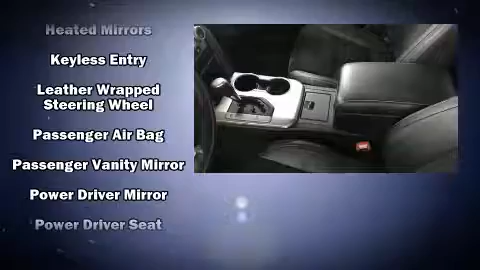 Heated Mirrors
Keyless Entry
Leather Wrapped
Steering Wheel
Passenger Air Bag
Passenger Vanity Mirror
Power Driver Mirror
Power Driver Seat